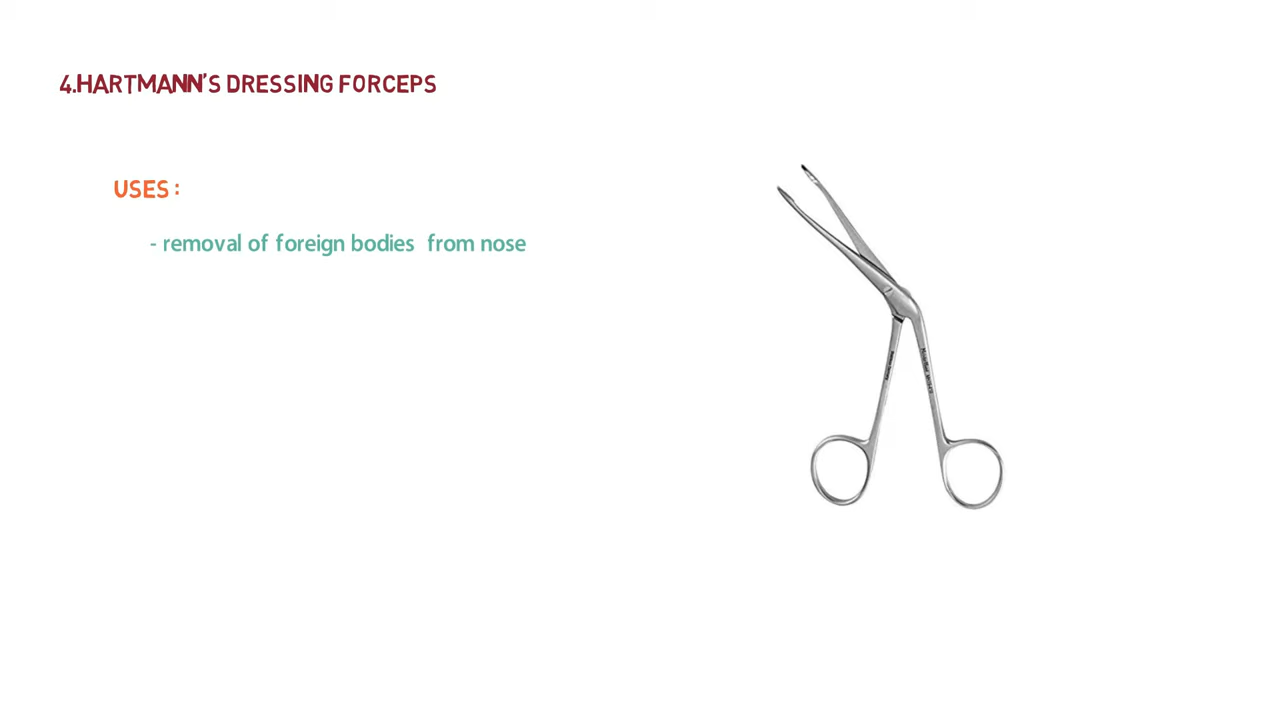 4.HARTMANN'S DRESSING FORCEPS
USES :
- removal of foreign bodies from nose